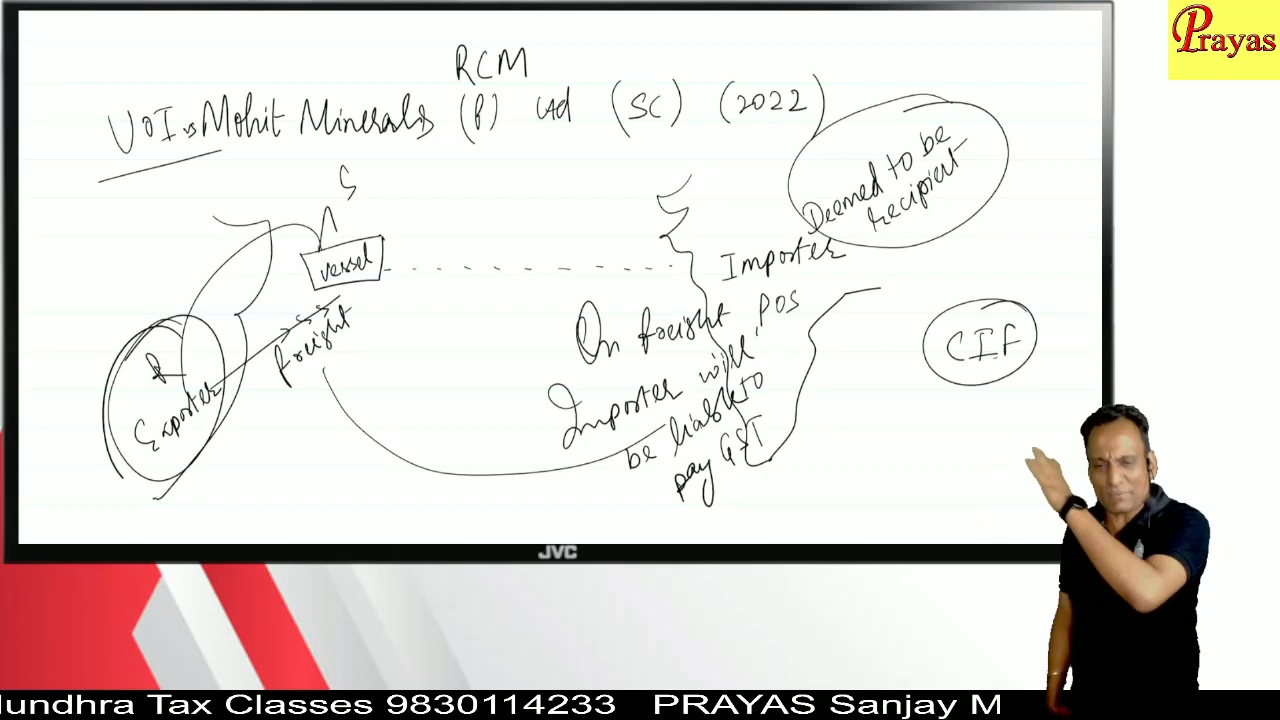 Prayas
RCM
UOI vs Mohit Minerals (P) Ltd (SC) (2022)
Deemed to be
recipient
S
vessel
Importer
Freight
On freight POS
Importer will
be liable to
pay GST
CIF
R
Exporter
JVC
undhra Tax Classes 9830114233 PRAYAS Sanjay M